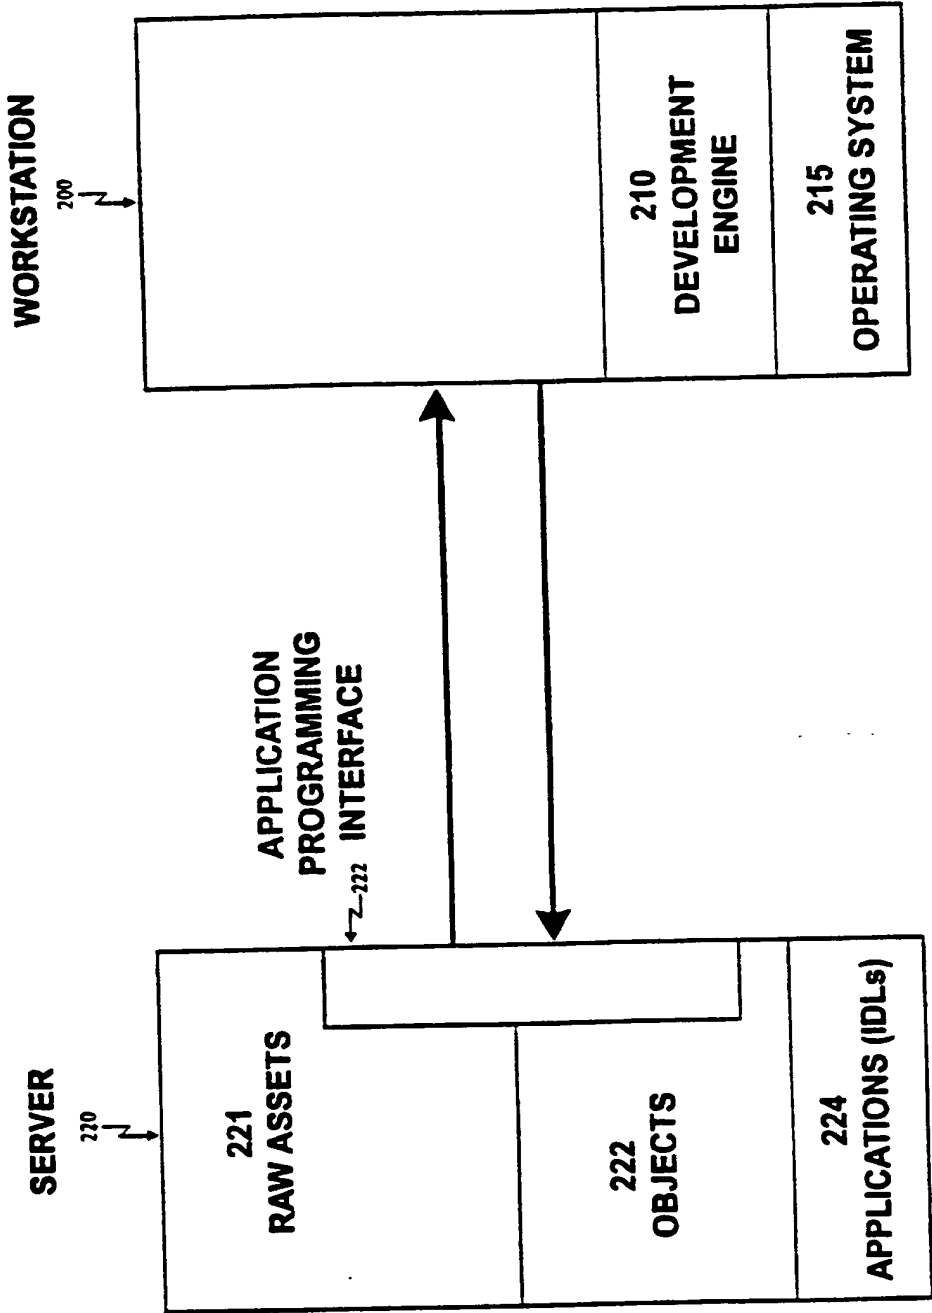 SERVER
220
221
RAW ASSETS
222
OBJECTS
224
APPLICATIONS (IDLs)
APPLICATION
PROGRAMMING
222 INTERFACE
WORKSTATION
200
210
DEVELOPMENT
ENGINE
215
OPERATING SYSTEM